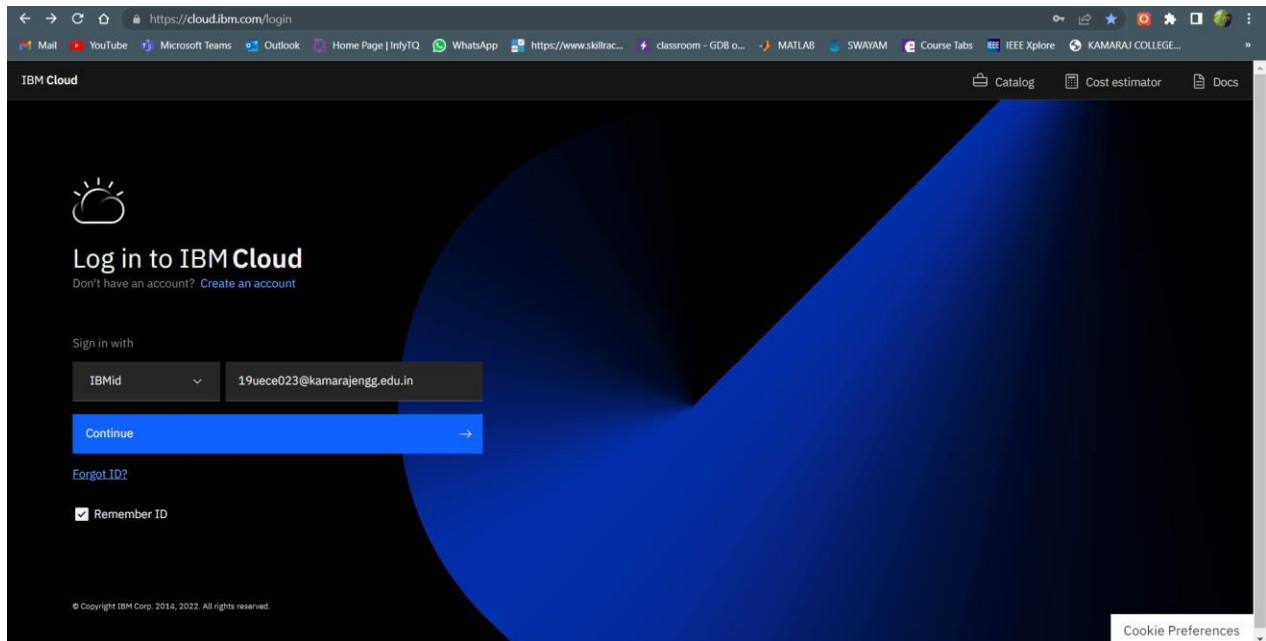 https://cloud.ibm.com/login
Mail YouTube Microsoft Teams Outlook Home Page | InfyTQ WhatsApp https://www.skillrac... classroom - GDB o... MATLAB SWAYAM Course Tabs IEEE IEEE Xplore KAMARAJ COLLEGE... »
IBM Cloud Catalog Cost estimator Docs
Log in to IBM Cloud
Don't have an account? Create an account
Sign in with
IBMid 19uece023@kamarajengg.edu.in
Continue →
Forgot ID?
Remember ID
© Copyright IBM Corp. 2014, 2022. All rights reserved.
Cookie Preferences